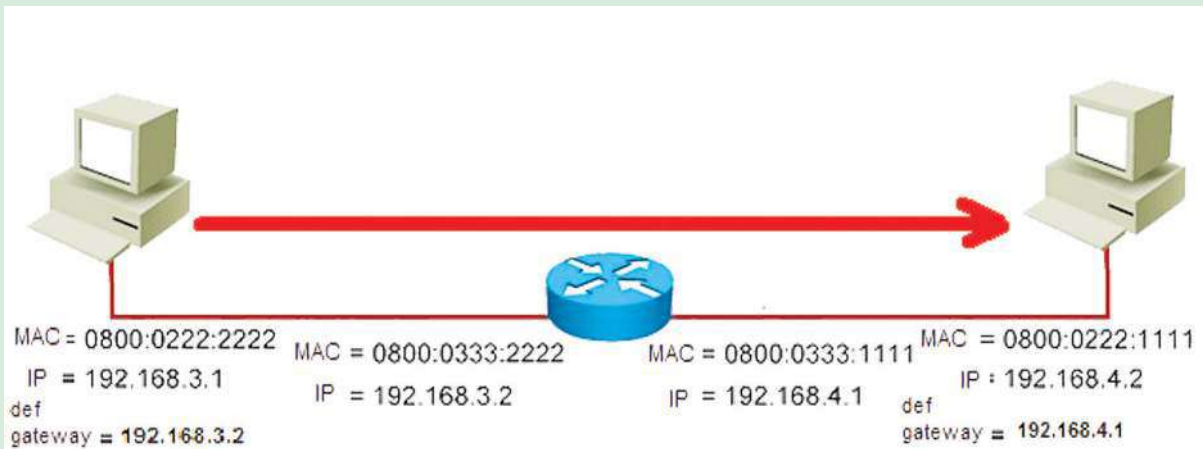 MAC = 0800:0222:2222
IP = 192.168.3.1
def
gateway = 192.168.3.2
MAC = 0800:0333:2222
IP = 192.168.3.2
MAC = 0800:0333:1111
IP = 192.168.4.1
MAC = 0800:0222:1111
IP : 192.168.4.2
def
gateway = 192.168.4.1